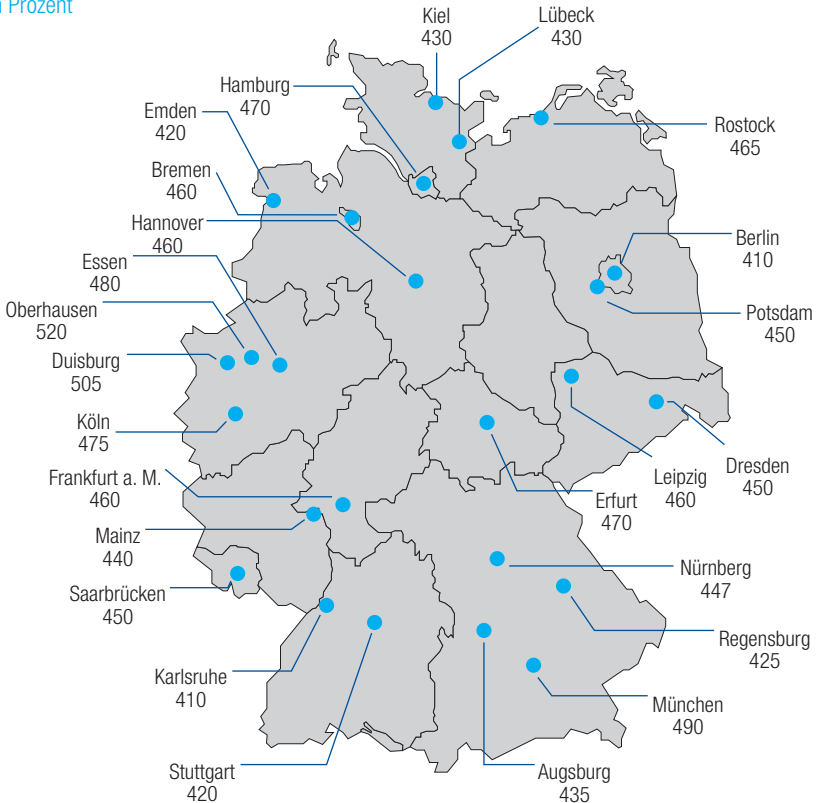 Prozent
Kiel
430
Lübeck
430
Hamburg
470
Emden
420
Rostock
465
Bremen
460
Hannover
460
Berlin
410
Essen
480
Oberhausen
520
Potsdam
450
Duisburg
505
Köln
475
Frankfurt a. M.
460
Leipzig
460
Dresden
450
Erfurt
470
Mainz
440
Saarbrücken
450
Nürnberg
447
Regensburg
425
Karlsruhe
410
München
490
Stuttgart
420
Augsburg
435